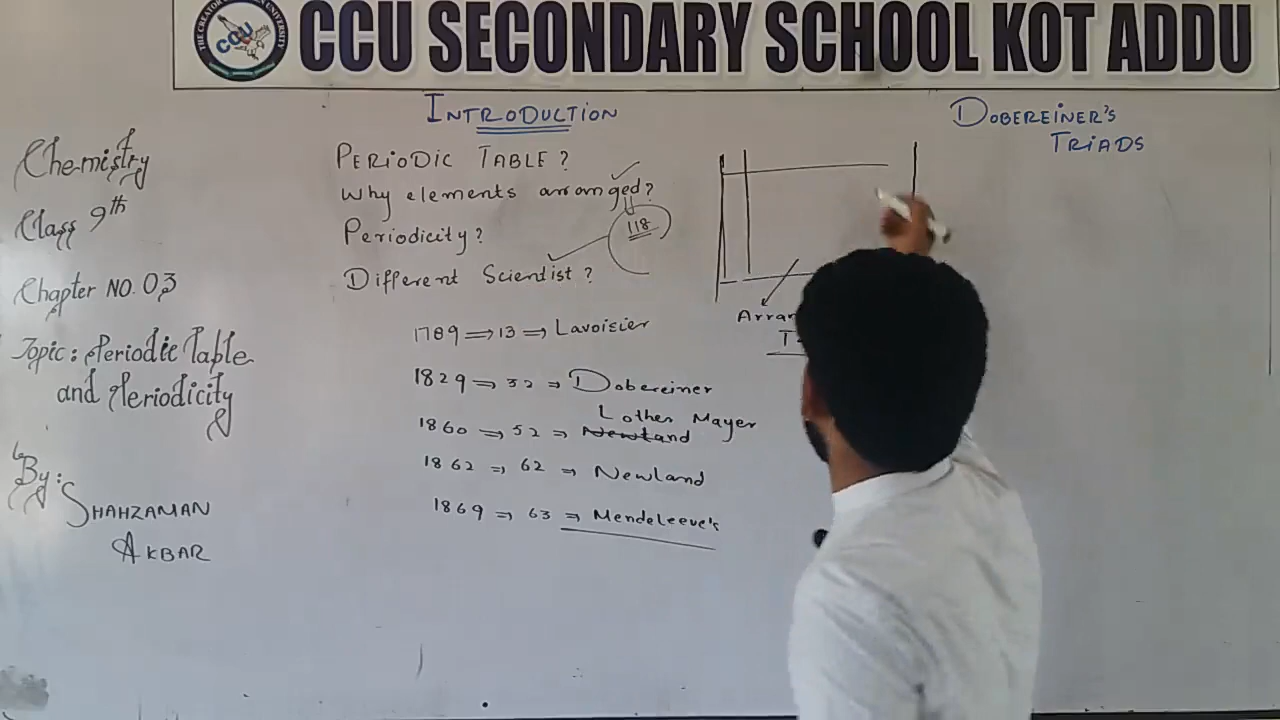 CCU SECONDARY SCHOOL KOT ADDU
CCU
Chemistry
Class 9th
Chapter NO. 03
Topic: Periodic Table
and Periodicity
By:
SHAHZAMAN
AKBAR
INTRODUCTION
PERIODIC TABLE?
Why elements arranged?
118
Periodicity?
Different Scientist?
1789 ⇒ 13 ⇒ Lavoisier
1829 ⇒ 32 ⇒ Dobereiner
Lother Mayer
1860 ⇒ 52 ⇒ Newland
1862 ⇒ 62 ⇒ Newland
1869 ⇒ 63 ⇒ Mendeleeve's
Arran
DOBEREINER'S
TRIADS